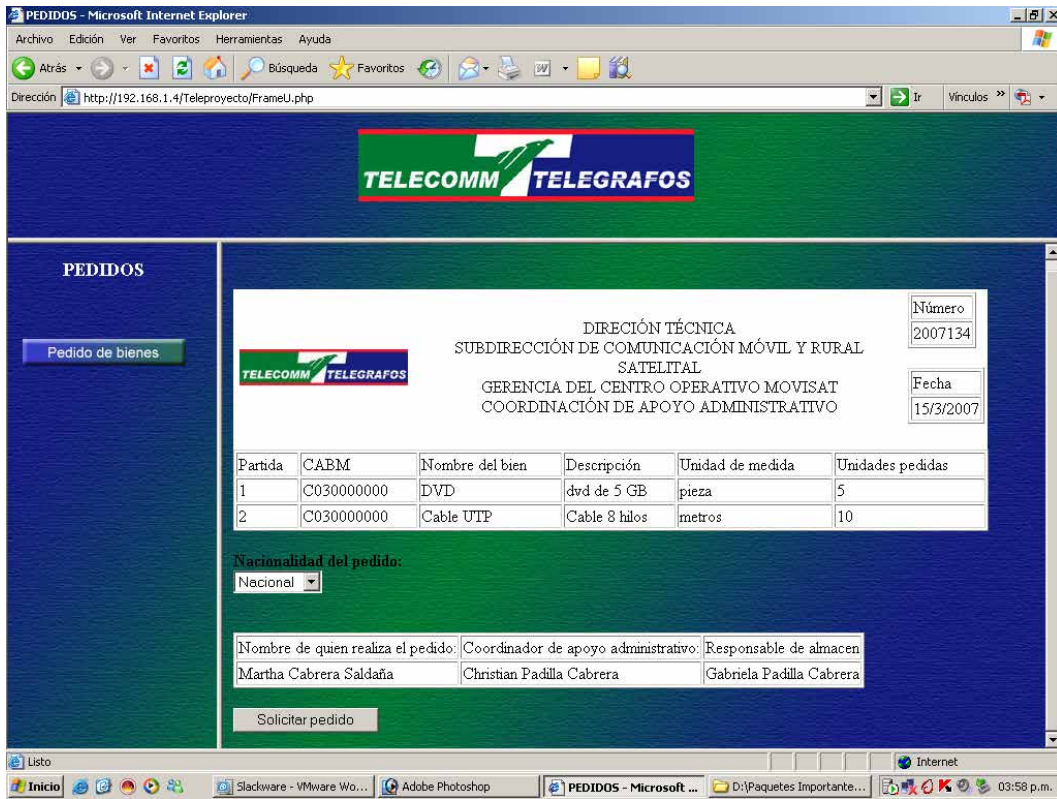 PEDIDOS - Microsoft Internet Explorer
Archivo Edición Ver Favoritos Herramientas Ayuda
Atrás Búsqueda Favoritos
Dirección http://192.168.1.4/Teleproyecto/FrameU.php Ir Vínculos »
TELECOMM TELEGRAFOS
PEDIDOS
Pedido de bienes
TELECOMM TELEGRAFOS
DIRECIÓN TÉCNICA
SUBDIRECCIÓN DE COMUNICACIÓN MÓVIL Y RURAL
SATELITAL
GERENCIA DEL CENTRO OPERATIVO MOVISAT
COORDINACIÓN DE APOYO ADMINISTRATIVO
Número
2007134
Fecha
15/3/2007
Partida CABM Nombre del bien Descripción Unidad de medida Unidades pedidas
1 C030000000 DVD dvd de 5 GB pieza 5
2 C030000000 Cable UTP Cable 8 hilos metros 10
Nacionalidad del pedido:
Nacional
Nombre de quien realiza el pedido: Coordinador de apoyo administrativo: Responsable de almacen
Martha Cabrera Saldaña Christian Padilla Cabrera Gabriela Padilla Cabrera
Solicitar pedido
Listo Internet
Inicio Slackware - VMware Wo... Adobe Photoshop PEDIDOS - Microsoft ... D:\Paquetes Importante... 03:58 p.m.